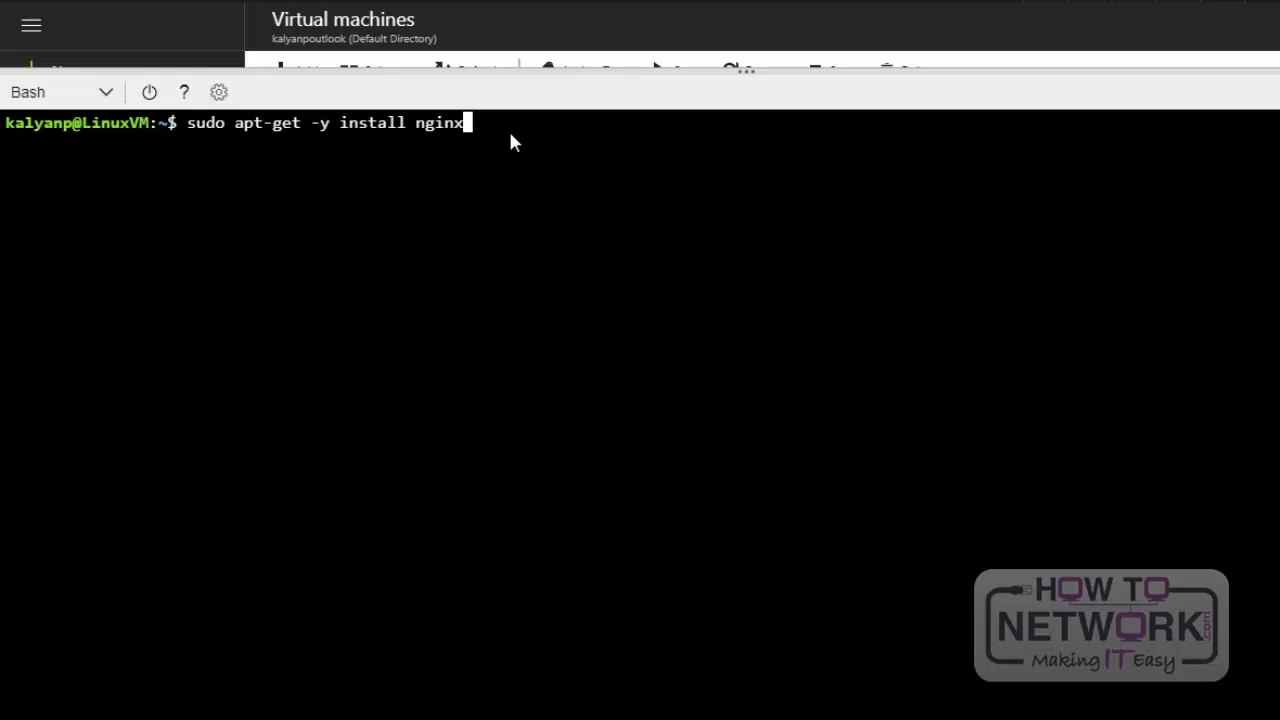 Virtual machines
kalyanpoutlook (Default Directory)
Bash
?
kalyanp@LinuxVM:~$ sudo apt-get -y install nginx
HOW TO
NETWORK.com
Making IT Easy